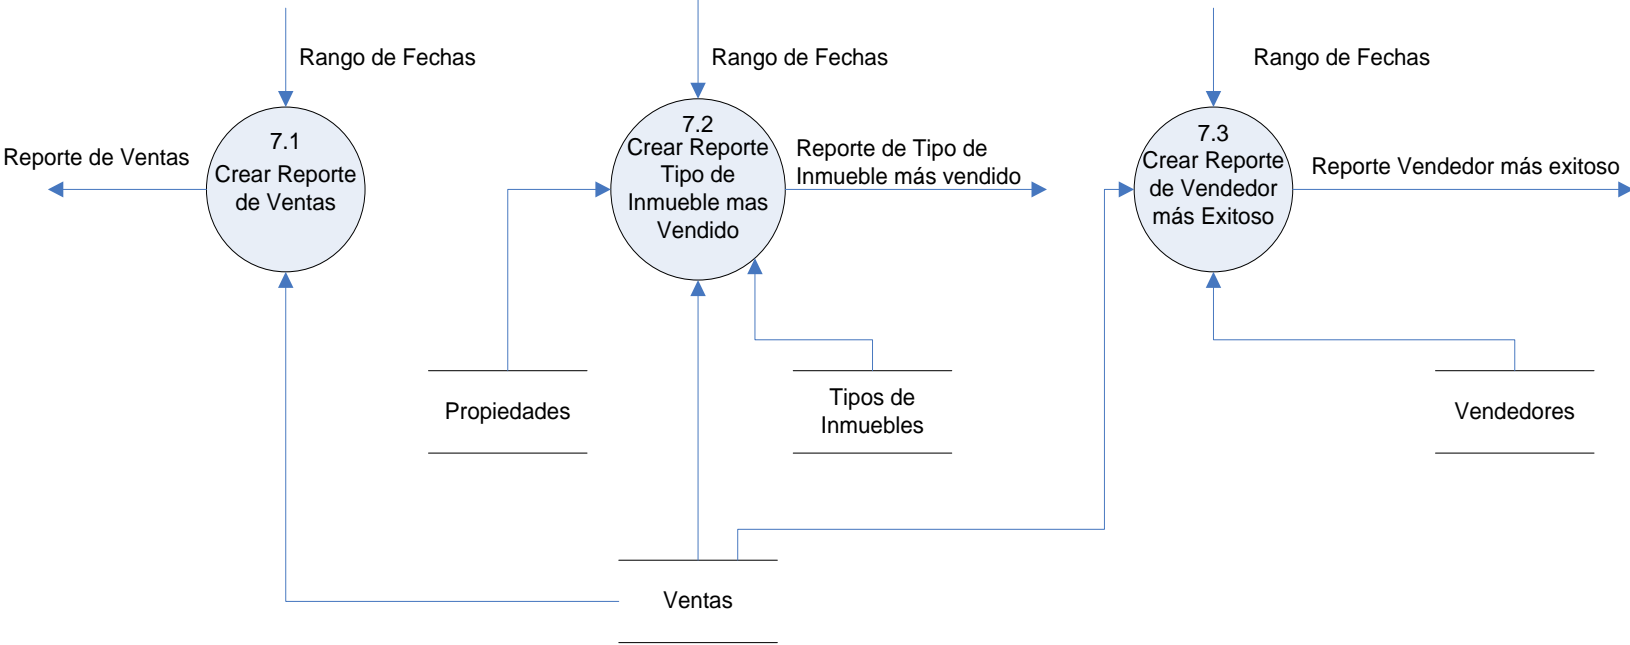 Rango de Fechas
Rango de Fechas
Rango de Fechas
Reporte de Ventas
7.1
Crear Reporte
de Ventas
7.2
Crear Reporte
Tipo de
Inmueble mas
Vendido
Reporte de Tipo de
Inmueble más vendido
7.3
Crear Reporte
de Vendedor
más Exitoso
Reporte Vendedor más exitoso
Propiedades
Tipos de
Inmuebles
Vendedores
Ventas